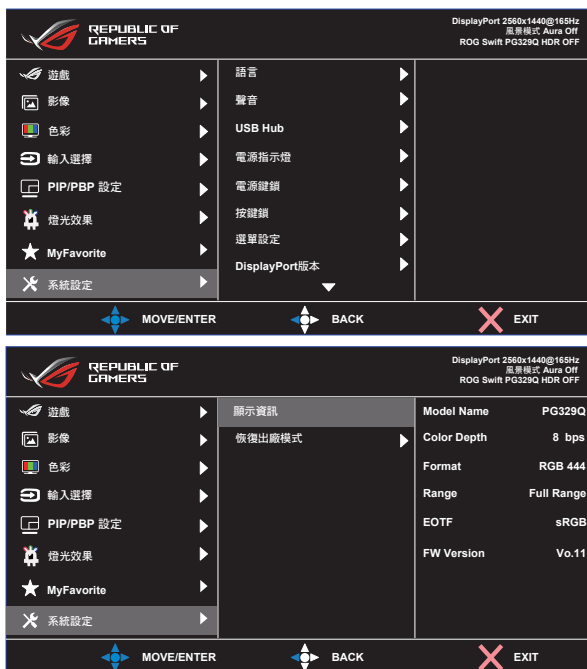 REPUBLIC OF
GAMERS
DisplayPort 2560x1440@165Hz
風景模式 Aura Off
ROG Swift PG329Q HDR OFF
遊戲
影像
色彩
輸入選擇
PIP/PBP 設定
燈光效果
MyFavorite
系統設定
語言
聲音
USB Hub
電源指示燈
電源鍵鎖
按鍵鎖
選單設定
DisplayPort版本
MOVE/ENTER
BACK
EXIT
REPUBLIC OF
GAMERS
DisplayPort 2560x1440@165Hz
風景模式 Aura Off
ROG Swift PG329Q HDR OFF
遊戲
影像
色彩
輸入選擇
PIP/PBP 設定
燈光效果
MyFavorite
系統設定
顯示資訊
恢復出廠模式
Model Name PG329Q
Color Depth 8 bps
Format RGB 444
Range Full Range
EOTF sRGB
FW Version Vo.11
MOVE/ENTER
BACK
EXIT